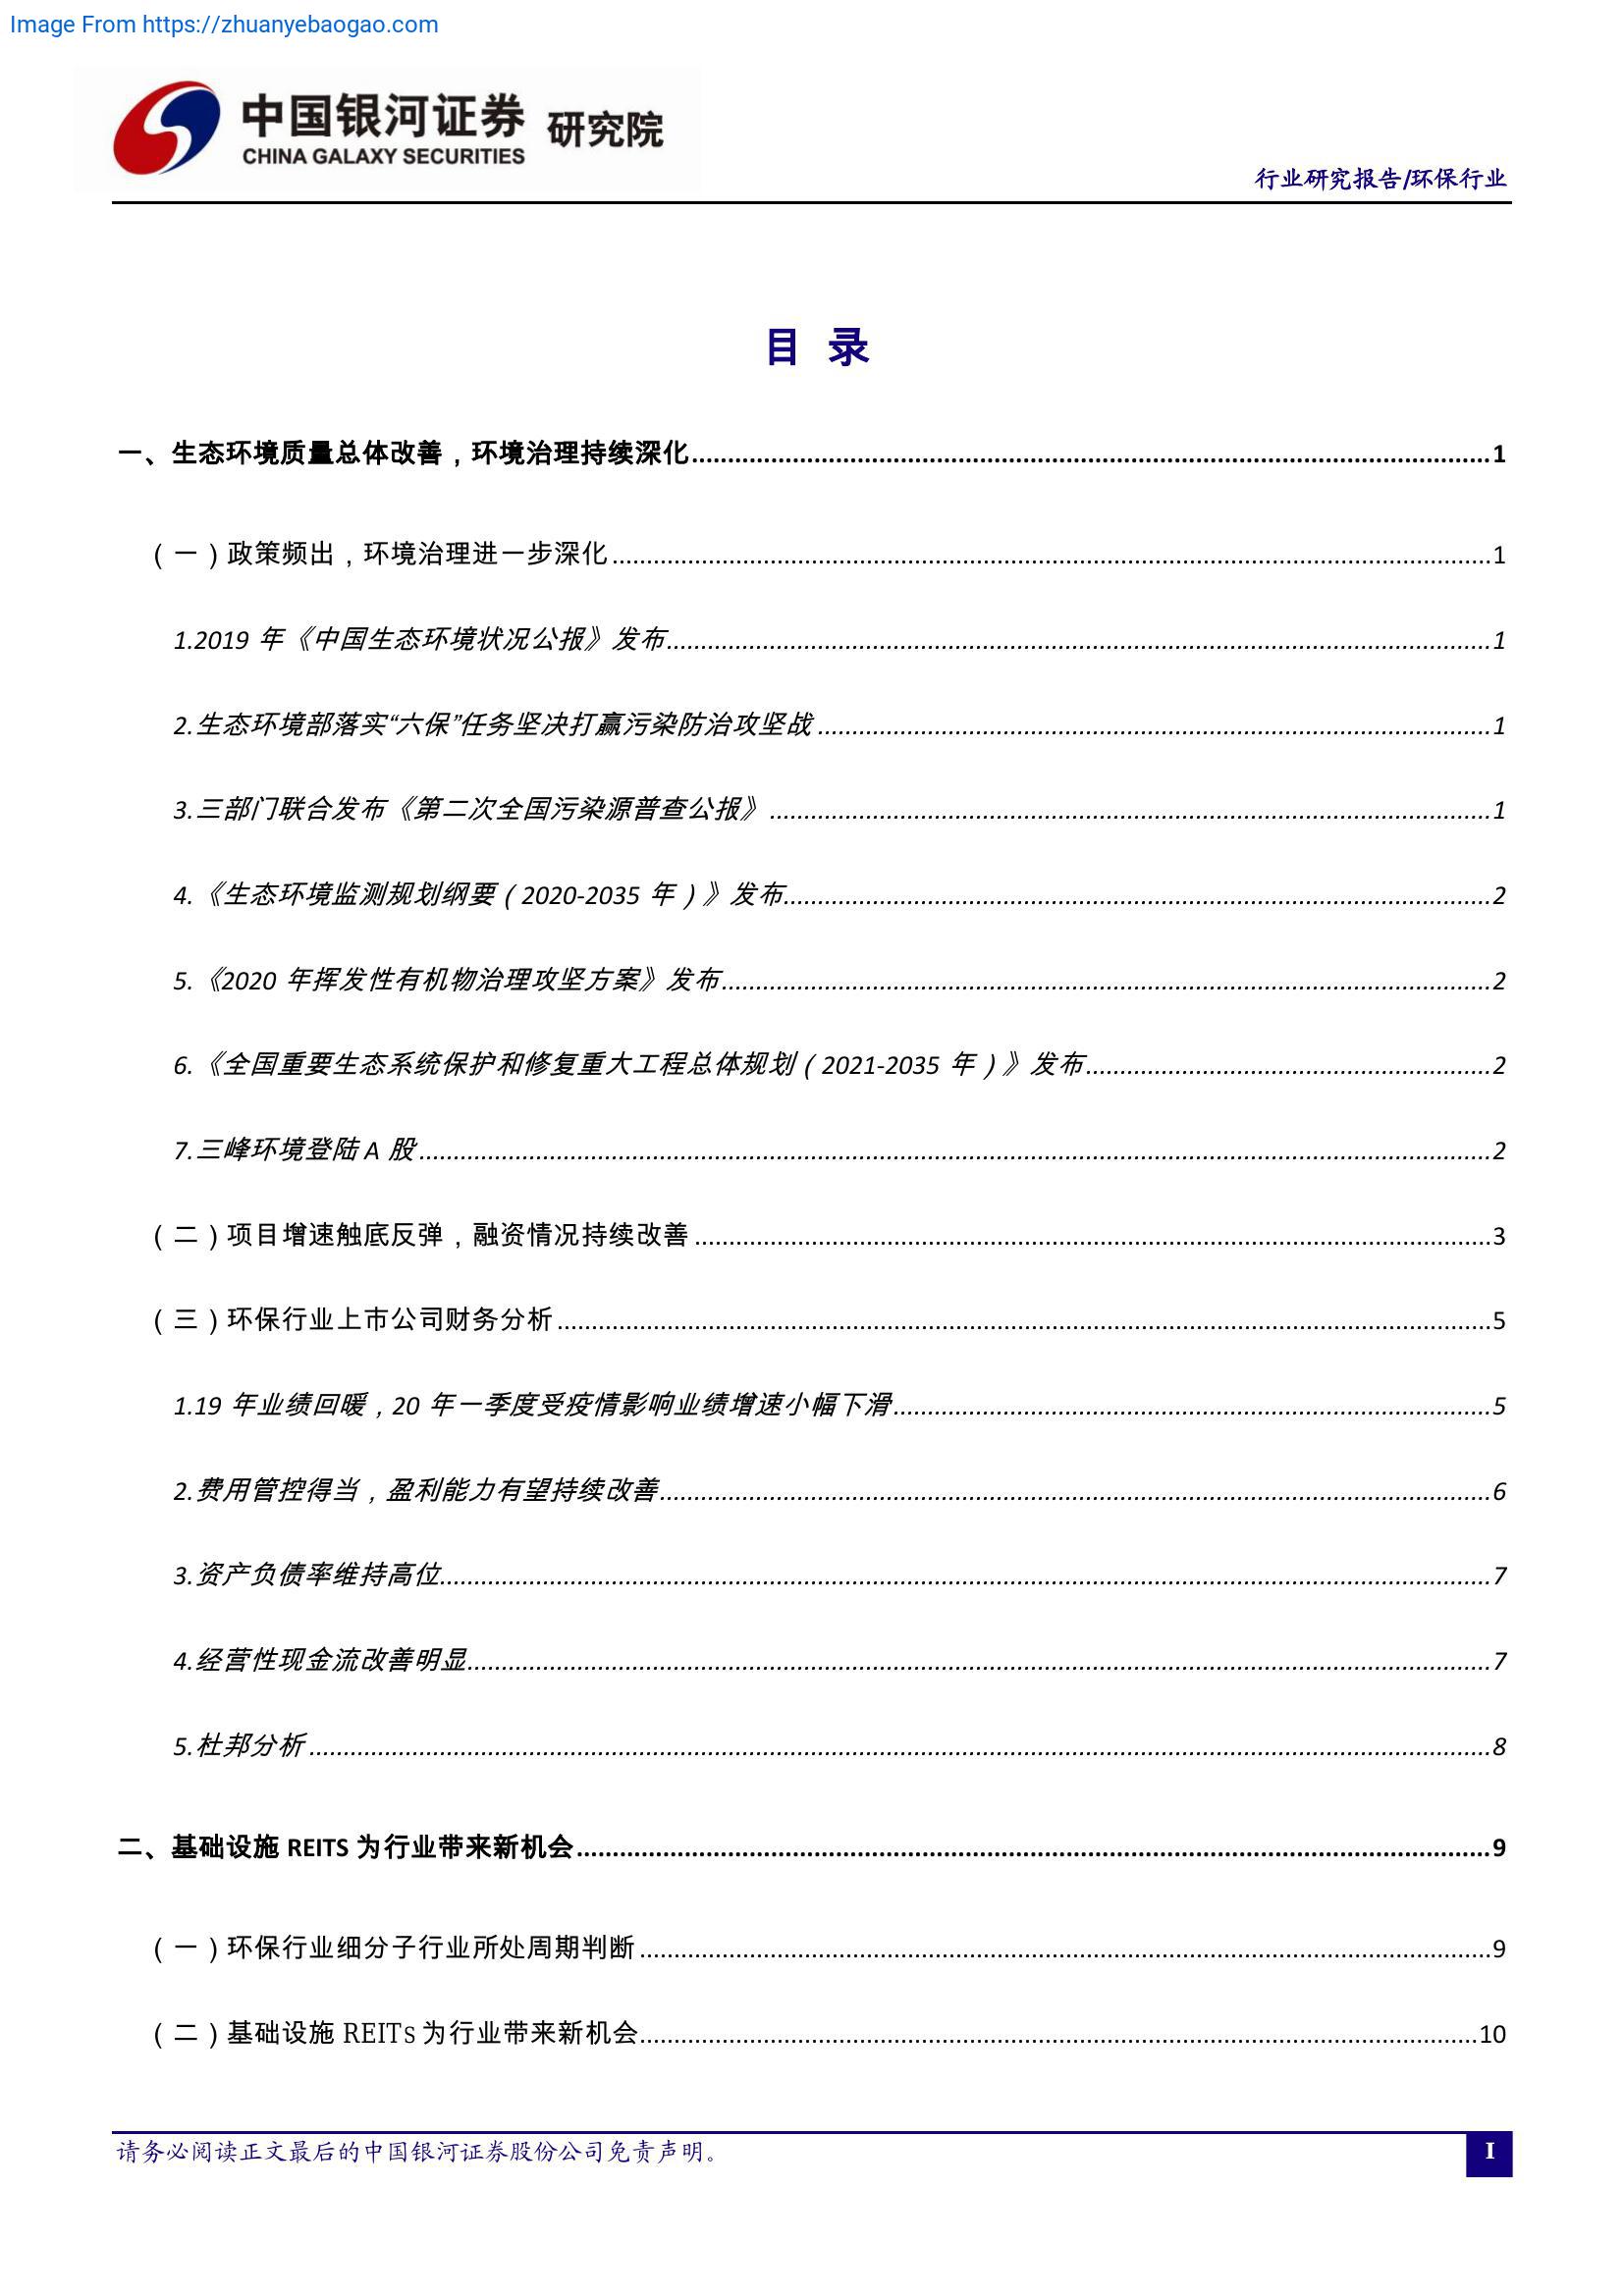 Image From https://zhuanyebaogao.com
中国银河证券 研究院
CHINA GALAXY SECURITIES
行业研究报告/环保行业
目 录
一、生态环境质量总体改善，环境治理持续深化........................1
（一）政策频出，环境治理进一步深化........................1
1.2019 年《中国生态环境状况公报》发布........................1
2.生态环境部落实“六保”任务坚决打赢污染防治攻坚战........................1
3.三部门联合发布《第二次全国污染源普查公报》........................1
4.《生态环境监测规划纲要（2020-2035 年）》发布........................2
5.《2020 年挥发性有机物治理攻坚方案》发布........................2
6.《全国重要生态系统保护和修复重大工程总体规划（2021-2035 年）》发布........................2
7.三峰环境登陆 A 股........................2
（二）项目增速触底反弹，融资情况持续改善........................3
（三）环保行业上市公司财务分析........................5
1.19 年业绩回暖，20 年一季度受疫情影响业绩增速小幅下滑........................5
2.费用管控得当，盈利能力有望持续改善........................6
3.资产负债率维持高位........................7
4.经营性现金流改善明显........................7
5.杜邦分析........................8
二、基础设施 REITS 为行业带来新机会........................9
（一）环保行业细分子行业所处周期判断........................9
（二）基础设施 REITs 为行业带来新机会........................10
请务必阅读正文最后的中国银河证券股份公司免责声明。
I